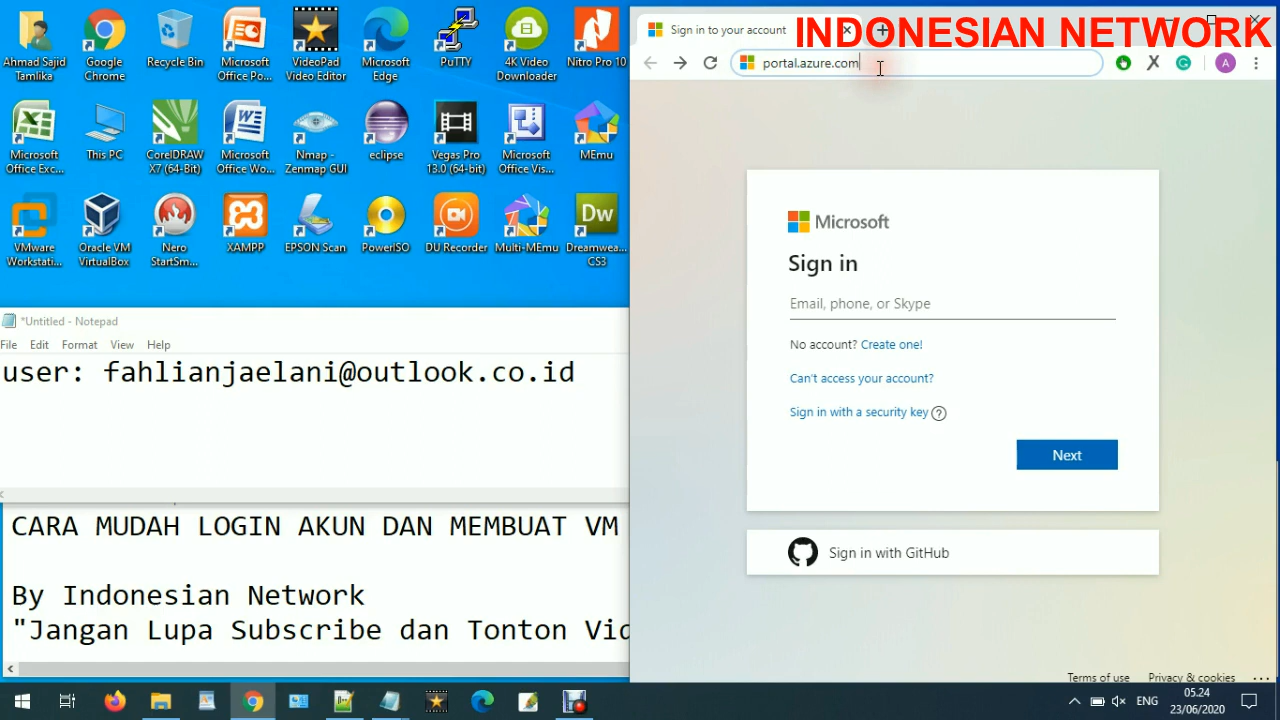 INDONESIAN NETWORK
Ahmad Sajid
Tamlika
Google
Chrome
Recycle Bin
Microsoft
Office Po...
VideoPad
Video Editor
Microsoft
Edge
PuTTY
4K Video
Downloader
Nitro Pro 10
Microsoft
Office Exc...
This PC
CorelDRAW
X7 (64-Bit)
Microsoft
Office Wo...
Nmap -
Zenmap GUI
eclipse
Vegas Pro
13.0 (64-bit)
Microsoft
Office Vis...
MEmu
VMware
Workstati...
Oracle VM
VirtualBox
Nero
StartSm...
XAMPP
EPSON Scan
PowerISO
DU Recorder
Multi-MEmu
Dw
Dreamwea...
CS3
*Untitled - Notepad
File Edit Format View Help
user: fahlianjaelani@outlook.co.id
CARA MUDAH LOGIN AKUN DAN MEMBUAT VM
By Indonesian Network
"Jangan Lupa Subscribe dan Tonton Vid
Sign in to your account
portal.azure.com
A
Microsoft
Sign in
Email, phone, or Skype
No account? Create one!
Can't access your account?
Sign in with a security key
Next
Sign in with GitHub
Terms of use Privacy & cookies ...
ENG
05.24
23/06/2020